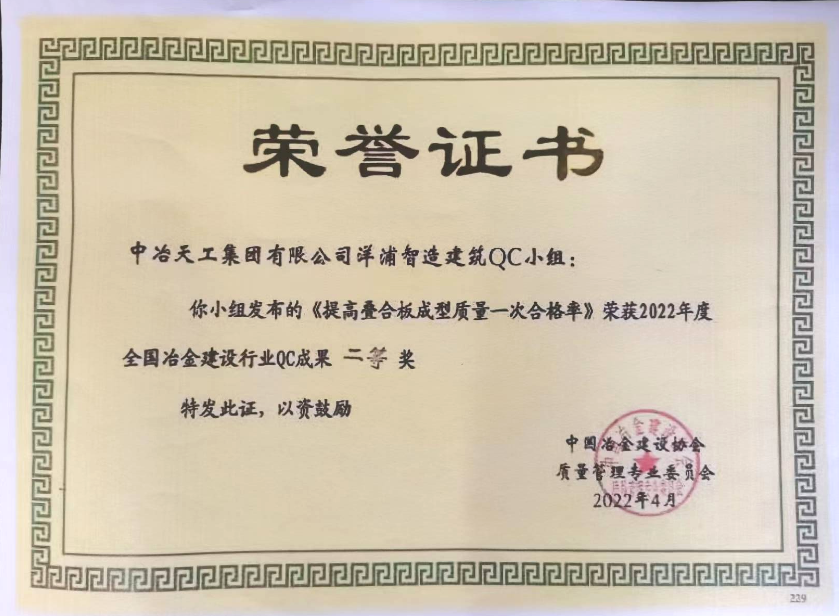 荣誉证书
中冶天工集团有限公司洋浦智造建筑QC小组：
你小组发布的《提高叠合板成型质量一次合格率》荣获2022年度
全国冶金建设行业QC成果 二等 奖
特发此证，以资鼓励
中国冶金建设协会
质量管理专业委员会
2022年4月
229